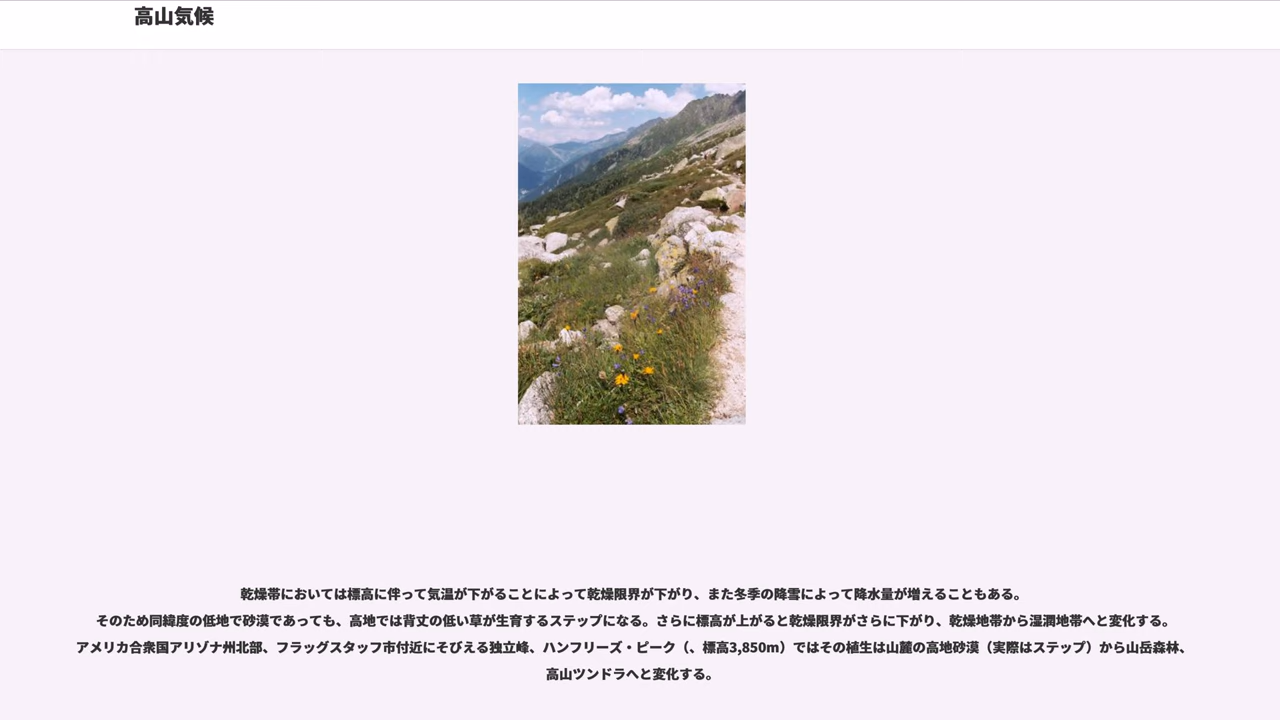 高山気候
乾燥帯においては標高に伴って気温が下がることによって乾燥限界が下がり、また冬季の降雪によって降水量が増えることもある。
そのため同緯度の低地で砂漠であっても、高地では背丈の低い草が生育するステップになる。さらに標高が上がると乾燥限界がさらに下がり、乾燥地帯から湿潤地帯へと変化する。
アメリカ合衆国アリゾナ州北部、フラッグスタッフ市付近にそびえる独立峰、ハンフリーズ・ピーク（、標高3,850m）ではその植生は山麓の高地砂漠（実際はステップ）から山岳森林、
高山ツンドラへと変化する。